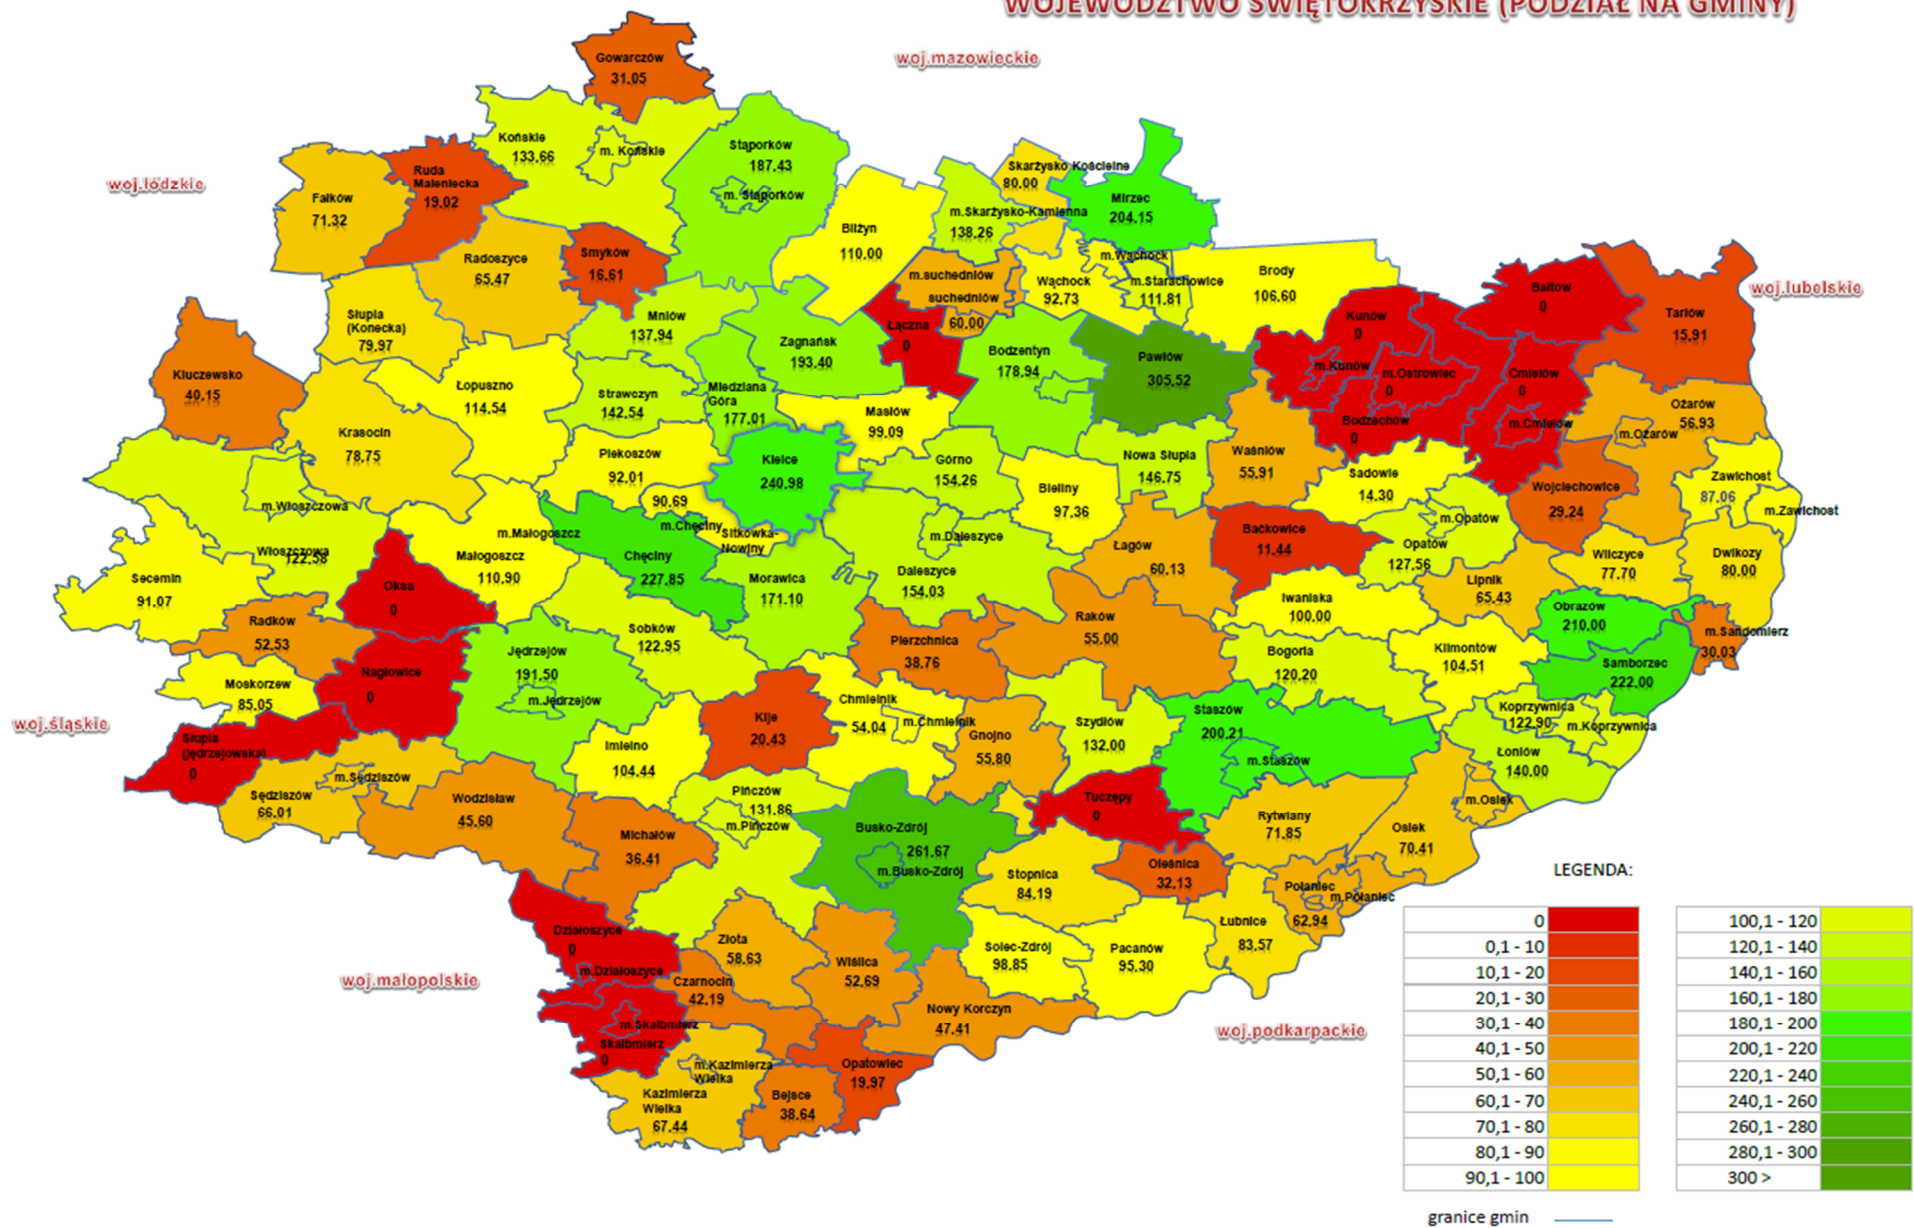 WOJEWÓDZTWO ŚWIĘTOKRZYSKIE (PODZIAŁ NA GMINY)
woj.mazowieckie
Gowarczów
31.05
Końskie
133.66
m. Końskie
Stąporków
187.43
m. Stąporków
woj.łódzkie
Ruda
Maleniecka
19.02
Fałków
71.32
Radoszyce
65.47
Smyków
16.61
Bliżyn
110.00
Skarżysko Kościelne
80.00
m.Skarżysko-Kamienna
138.26
Mirzec
204.15
m.suchedniów
suchedniów
60.00
Wąchock
92.73
m.Wąchock
m.Starachowice
111.81
Brody
106.60
Bałtów
0
woj.lubelskie
Tarłów
15.91
Słupia
(Konecka)
79.97
Mniów
137.94
Zagnańsk
193.40
Łączna
0
Bodzentyn
178.94
Pawłów
305.52
Kunów
0
m.Kunów
m.Ostrowiec
0
Ćmielów
0
m.Ćmielów
Bodzechów
0
Kluczewsko
40.15
Łopuszno
114.54
Strawczyn
142.54
Miedziana
Góra
177.01
Masłów
99.09
Ożarów
56.93
m.Ożarów
Krasocin
78.75
Piekoszów
92.01
Kielce
240.98
Górno
154.26
Bieliny
97.36
Nowa Słupia
146.75
Waśniów
55.91
Sadowie
14.30
Wojciechowice
29.24
Zawichost
87.06
m.Zawichost
m.Włoszczowa
Włoszczowa
122.58
m.Małogoszcz
Małogoszcz
110.90
90.69
m.Chęciny
Sitkówka-
Nowiny
Chęciny
227.85
Morawica
171.10
m.Daleszyce
Daleszyce
154.03
Łagów
60.13
Baćkowice
11.44
m.Opatów
Opatów
127.56
Lipnik
65.43
Wilczyce
77.70
Dwikozy
80.00
Secemin
91.07
Oksa
0
Radków
52.53
Sobków
122.95
Pierzchnica
38.76
Raków
55.00
Iwaniska
100.00
Obrazów
210.00
m.Sandomierz
30.03
Samborzec
222.00
Klimontów
104.51
Bogoria
120.20
Moskorzew
85.05
Nagłowice
0
Jędrzejów
191.50
m.Jędrzejów
woj.śląskie
Słupia
(jędrzejowska)
0
Imielno
104.44
Kije
20.43
Chmielnik
54.04
m.Chmielnik
Gnojno
55.80
Szydłów
132.00
Staszów
200.21
m.Staszów
Koprzywnica
122.90
m.Koprzywnica
Łoniów
140.00
m.Sędziszów
Sędziszów
66.01
Wodzisław
45.60
Pińczów
131.86
m.Pińczów
Michałów
36.41
Busko-Zdrój
261.67
m.Busko-Zdrój
Tuczępy
0
Rytwiany
71.85
Osiek
70.41
m.Osiek
Stopnica
84.19
Oleśnica
32.13
Połaniec
m.Połaniec
62.94
Łubnice
83.57
Działoszyce
0
m.Działoszyce
Złota
58.63
Wiślica
52.69
Solec-Zdrój
98.85
Pacanów
95.30
woj.małopolskie
Czarnocin
42.19
Nowy Korczyn
47.41
m.Skalbmierz
Skalbmierz
0
woj.podkarpackie
m.Kazimierza
Wielka
Kazimierza
Wielka
67.44
Bejsce
38.64
Opatowiec
19.97
LEGENDA:
0
0,1 - 10
10,1 - 20
20,1 - 30
30,1 - 40
40,1 - 50
50,1 - 60
60,1 - 70
70,1 - 80
80,1 - 90
90,1 - 100
100,1 - 120
120,1 - 140
140,1 - 160
160,1 - 180
180,1 - 200
200,1 - 220
220,1 - 240
240,1 - 260
260,1 - 280
280,1 - 300
300 >
granice gmin